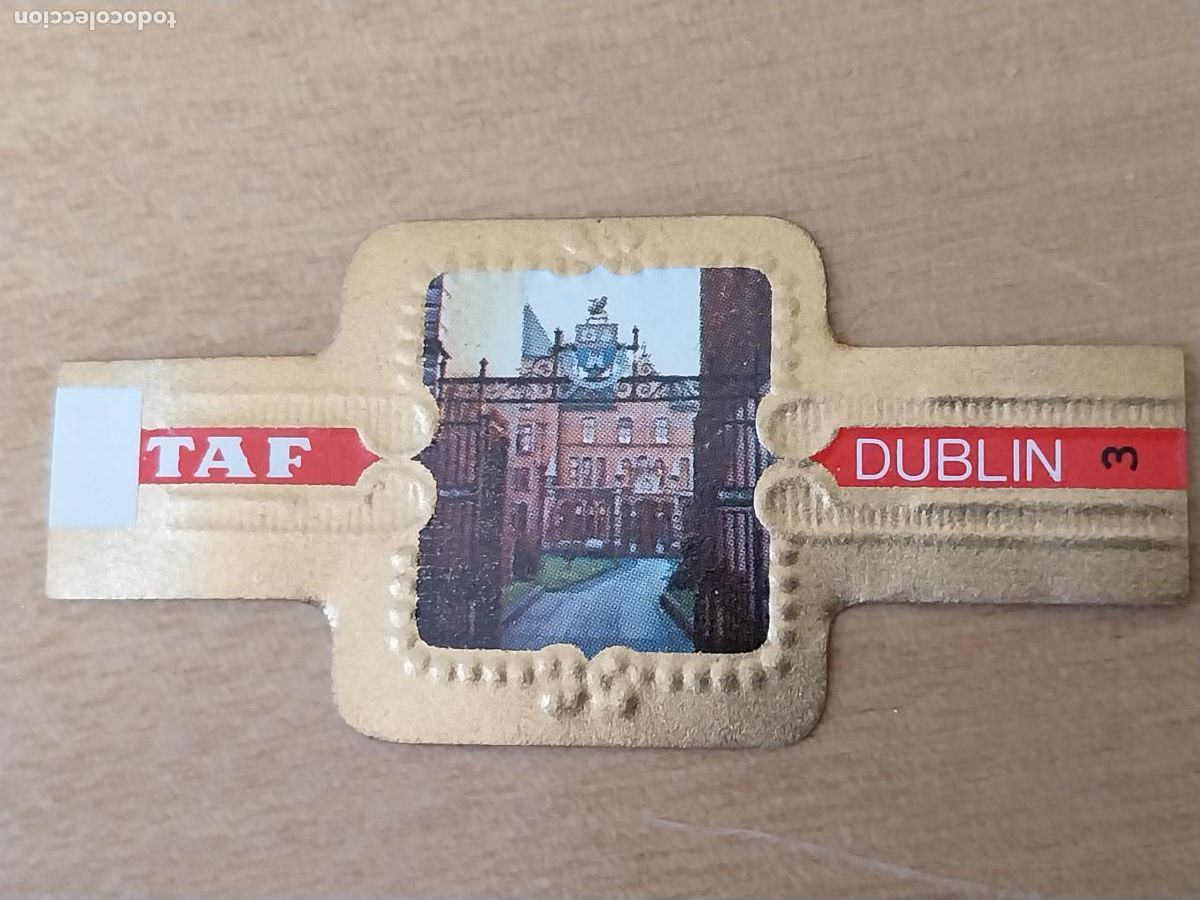 todocoleccion
TAF
DUBLIN 3